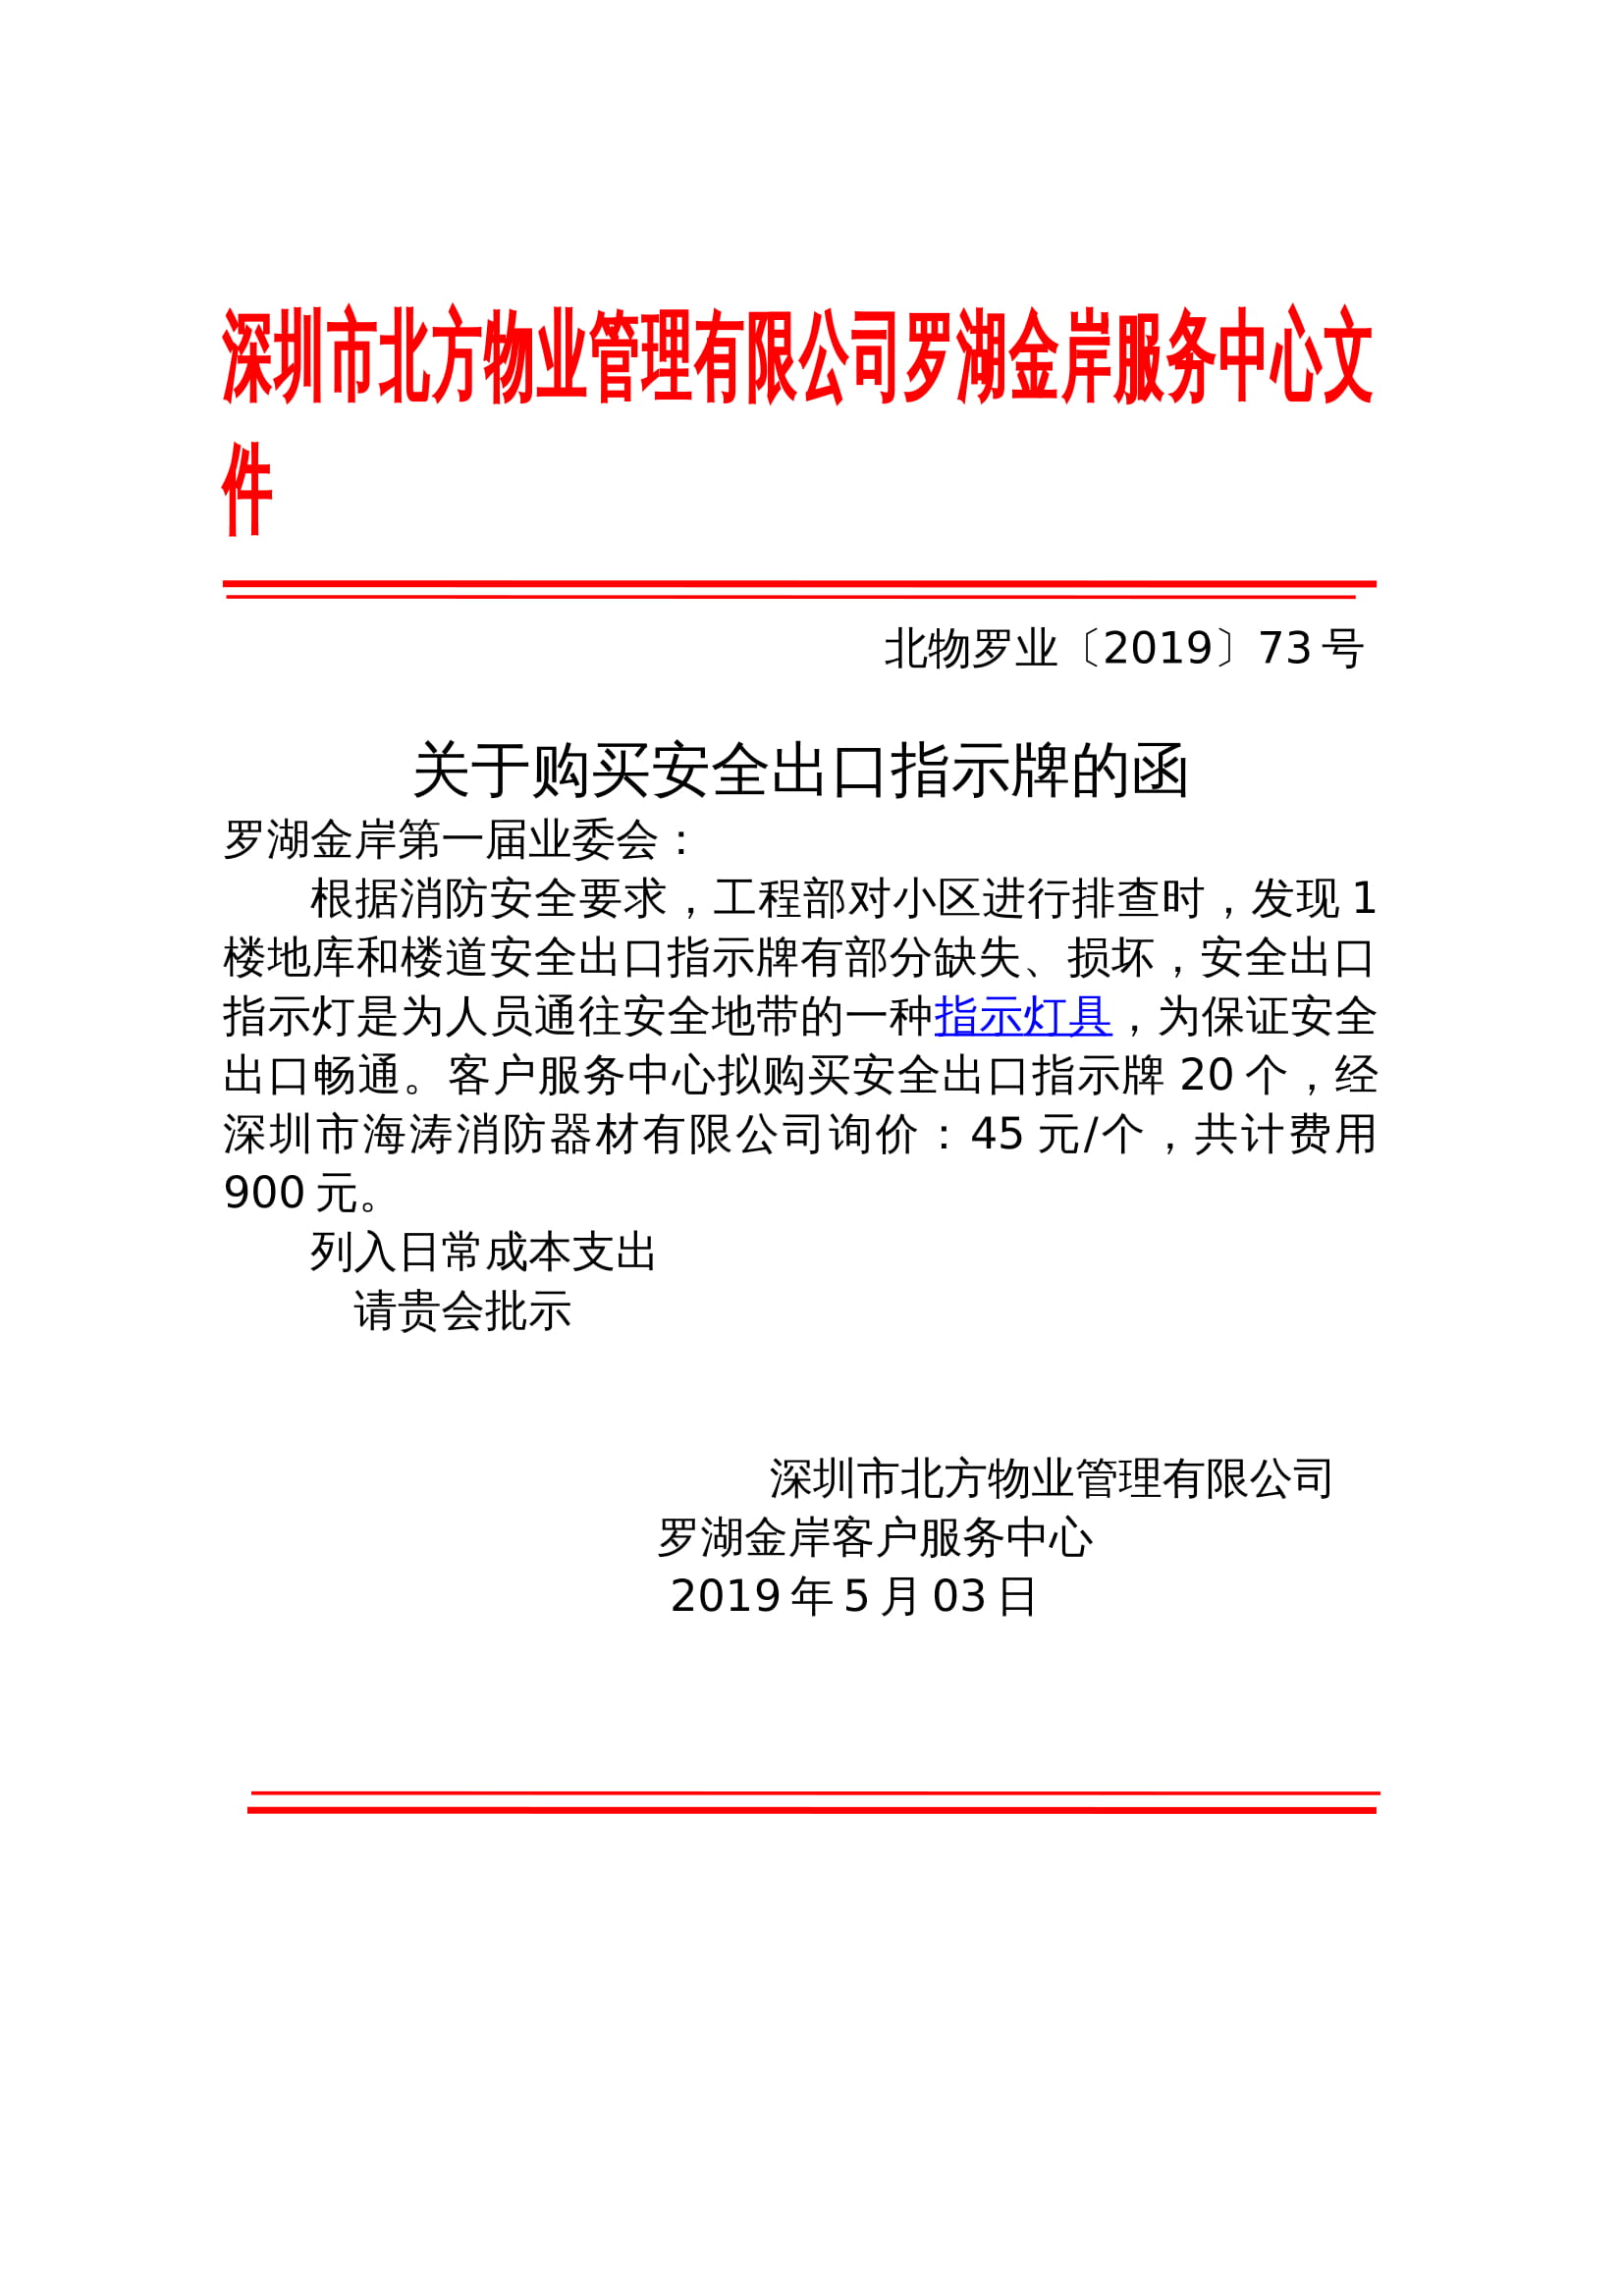 深圳市北方物业管理有限公司罗湖金岸服务中心文
件
北物罗业〔2019〕73 号
关于购买安全出口指示牌的函
罗湖金岸第一届业委会：
根据消防安全要求，工程部对小区进行排查时，发现 1
楼地库和楼道安全出口指示牌有部分缺失、损坏，安全出口
指示灯是为人员通往安全地带的一种指示灯具，为保证安全
出口畅通。客户服务中心拟购买安全出口指示牌 20 个，经
深圳市海涛消防器材有限公司询价：45 元/个，共计费用
900 元。
列入日常成本支出
请贵会批示
深圳市北方物业管理有限公司
罗湖金岸客户服务中心
2019 年 5 月 03 日